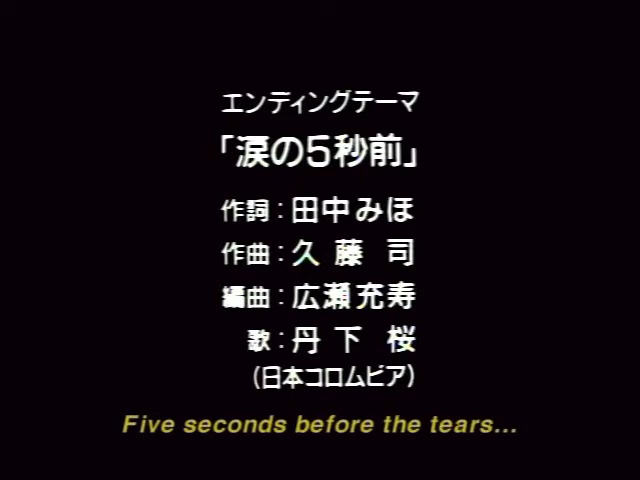 エンディングテーマ
「涙の5秒前」
作詞：田中みほ
作曲：久藤 司
編曲：広瀬充寿
歌：丹下 桜
（日本コロムビア）
Five seconds before the tears...